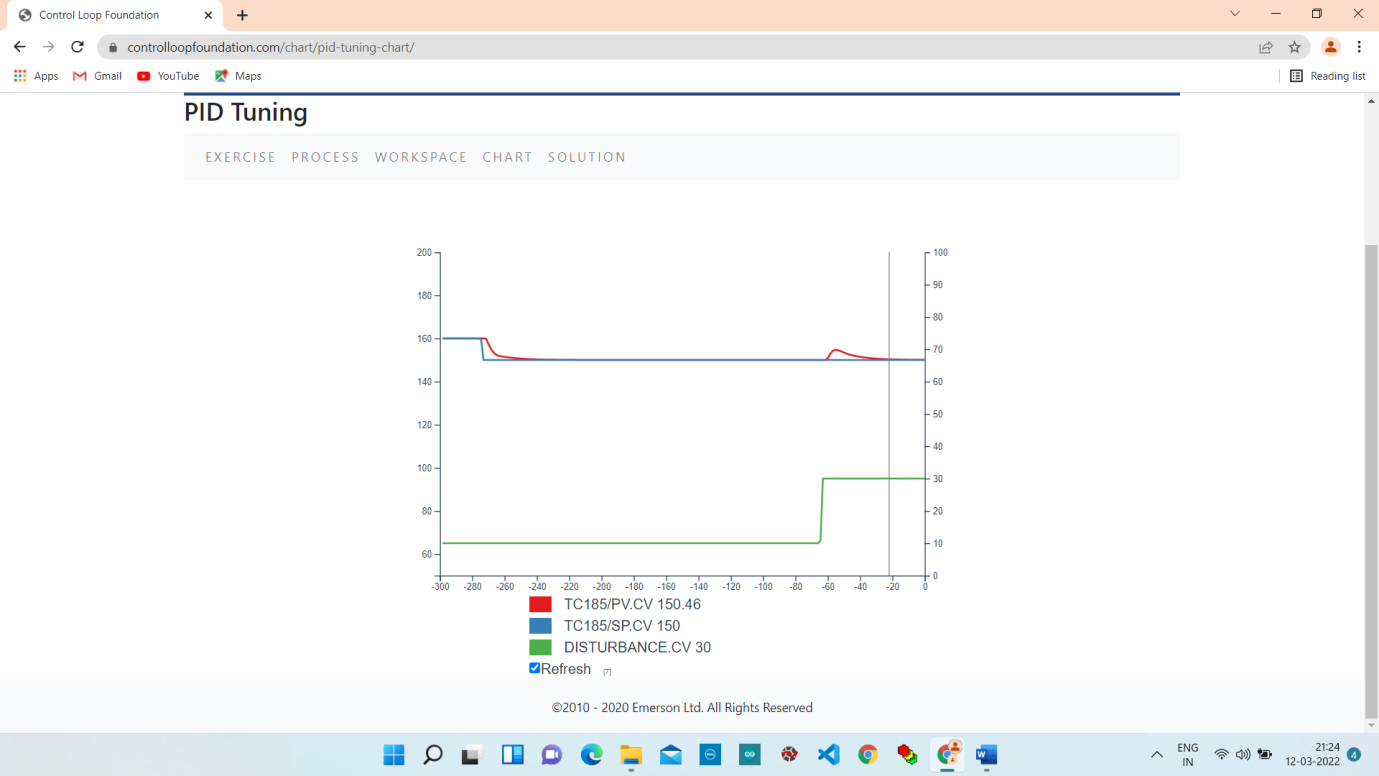 Control Loop Foundation
controlloopfoundation.com/chart/pid-tuning-chart/
Apps Gmail YouTube Maps Reading list
PID Tuning
EXERCISE PROCESS WORKSPACE CHART SOLUTION
200 100
90
180
80
160 70
140 60
50
120
40
100 30
80 20
10
60
0
-300 -280 -260 -240 -220 -200 -180 -160 -140 -120 -100 -80 -60 -40 -20 0
TC185/PV.CV 150.46
TC185/SP.CV 150
DISTURBANCE.CV 30
Refresh [?]
©2010 - 2020 Emerson Ltd. All Rights Reserved
ENG 21:24
IN 12-03-2022 4